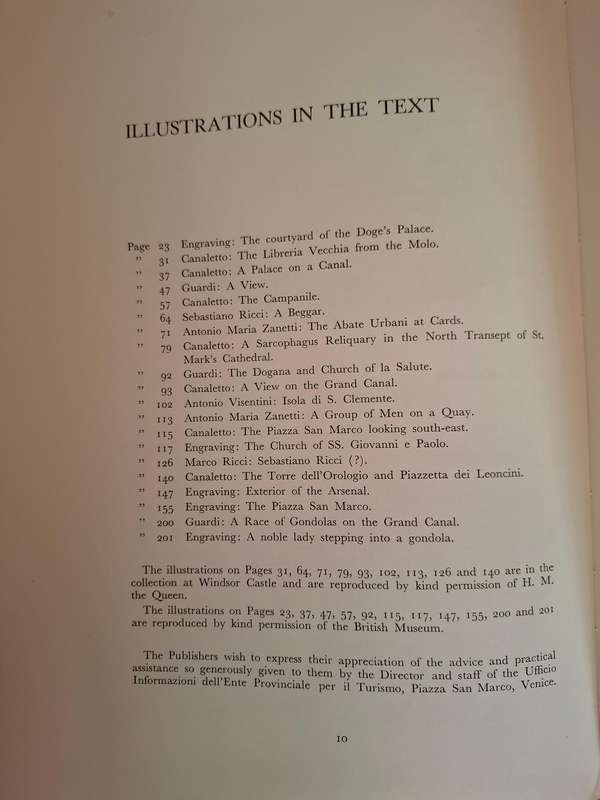 ILLUSTRATIONS IN THE TEXT
Page 23 Engraving: The courtyard of the Doge's Palace.
" 31 Canaletto: The Libreria Vecchia from the Molo.
" 37 Canaletto: A Palace on a Canal.
" 47 Guardi: A View.
" 57 Canaletto: The Campanile.
" 64 Sebastiano Ricci: A Beggar.
" 71 Antonio Maria Zanetti: The Abate Urbani at Cards.
" 79 Canaletto: A Sarcophagus Reliquary in the North Transept of St.
Mark's Cathedral.
" 92 Guardi: The Dogana and Church of la Salute.
" 93 Canaletto: A View on the Grand Canal.
" 102 Antonio Visentini: Isola di S. Clemente.
" 113 Antonio Maria Zanetti: A Group of Men on a Quay.
" 115 Canaletto: The Piazza San Marco looking south-east.
" 117 Engraving: The Church of SS. Giovanni e Paolo.
" 126 Marco Ricci: Sebastiano Ricci (?).
" 140 Canaletto: The Torre dell'Orologio and Piazzetta dei Leoncini.
" 147 Engraving: Exterior of the Arsenal.
" 155 Engraving: The Piazza San Marco.
" 200 Guardi: A Race of Gondolas on the Grand Canal.
" 201 Engraving: A noble lady stepping into a gondola.
The illustrations on Pages 31, 64, 71, 79, 93, 102, 113, 126 and 140 are in the
collection at Windsor Castle and are reproduced by kind permission of H. M.
the Queen.
The illustrations on Pages 23, 37, 47, 57, 92, 115, 117, 147, 155, 200 and 201
are reproduced by kind permission of the British Museum.
The Publishers wish to express their appreciation of the advice and practical
assistance so generously given to them by the Director and staff of the Ufficio
Informazioni dell'Ente Provinciale per il Turismo, Piazza San Marco, Venice.
10